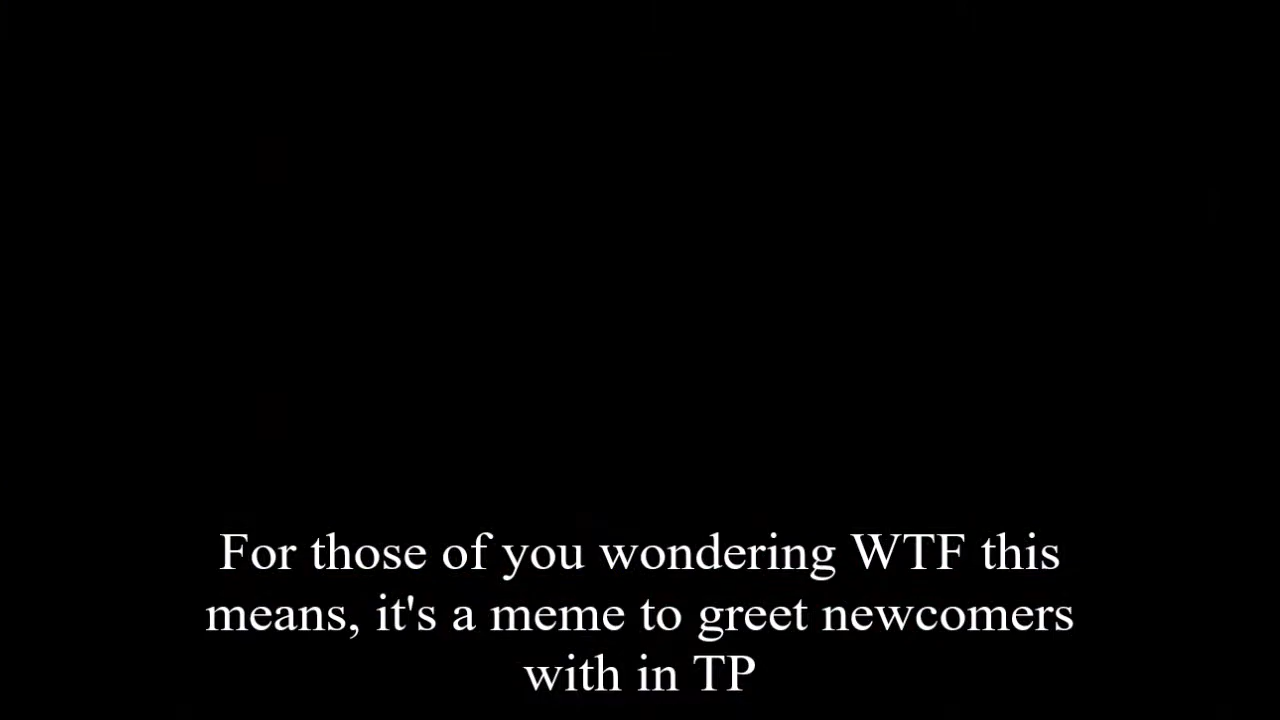 For those of you wondering WTF this
means, it's a meme to greet newcomers
with in TP